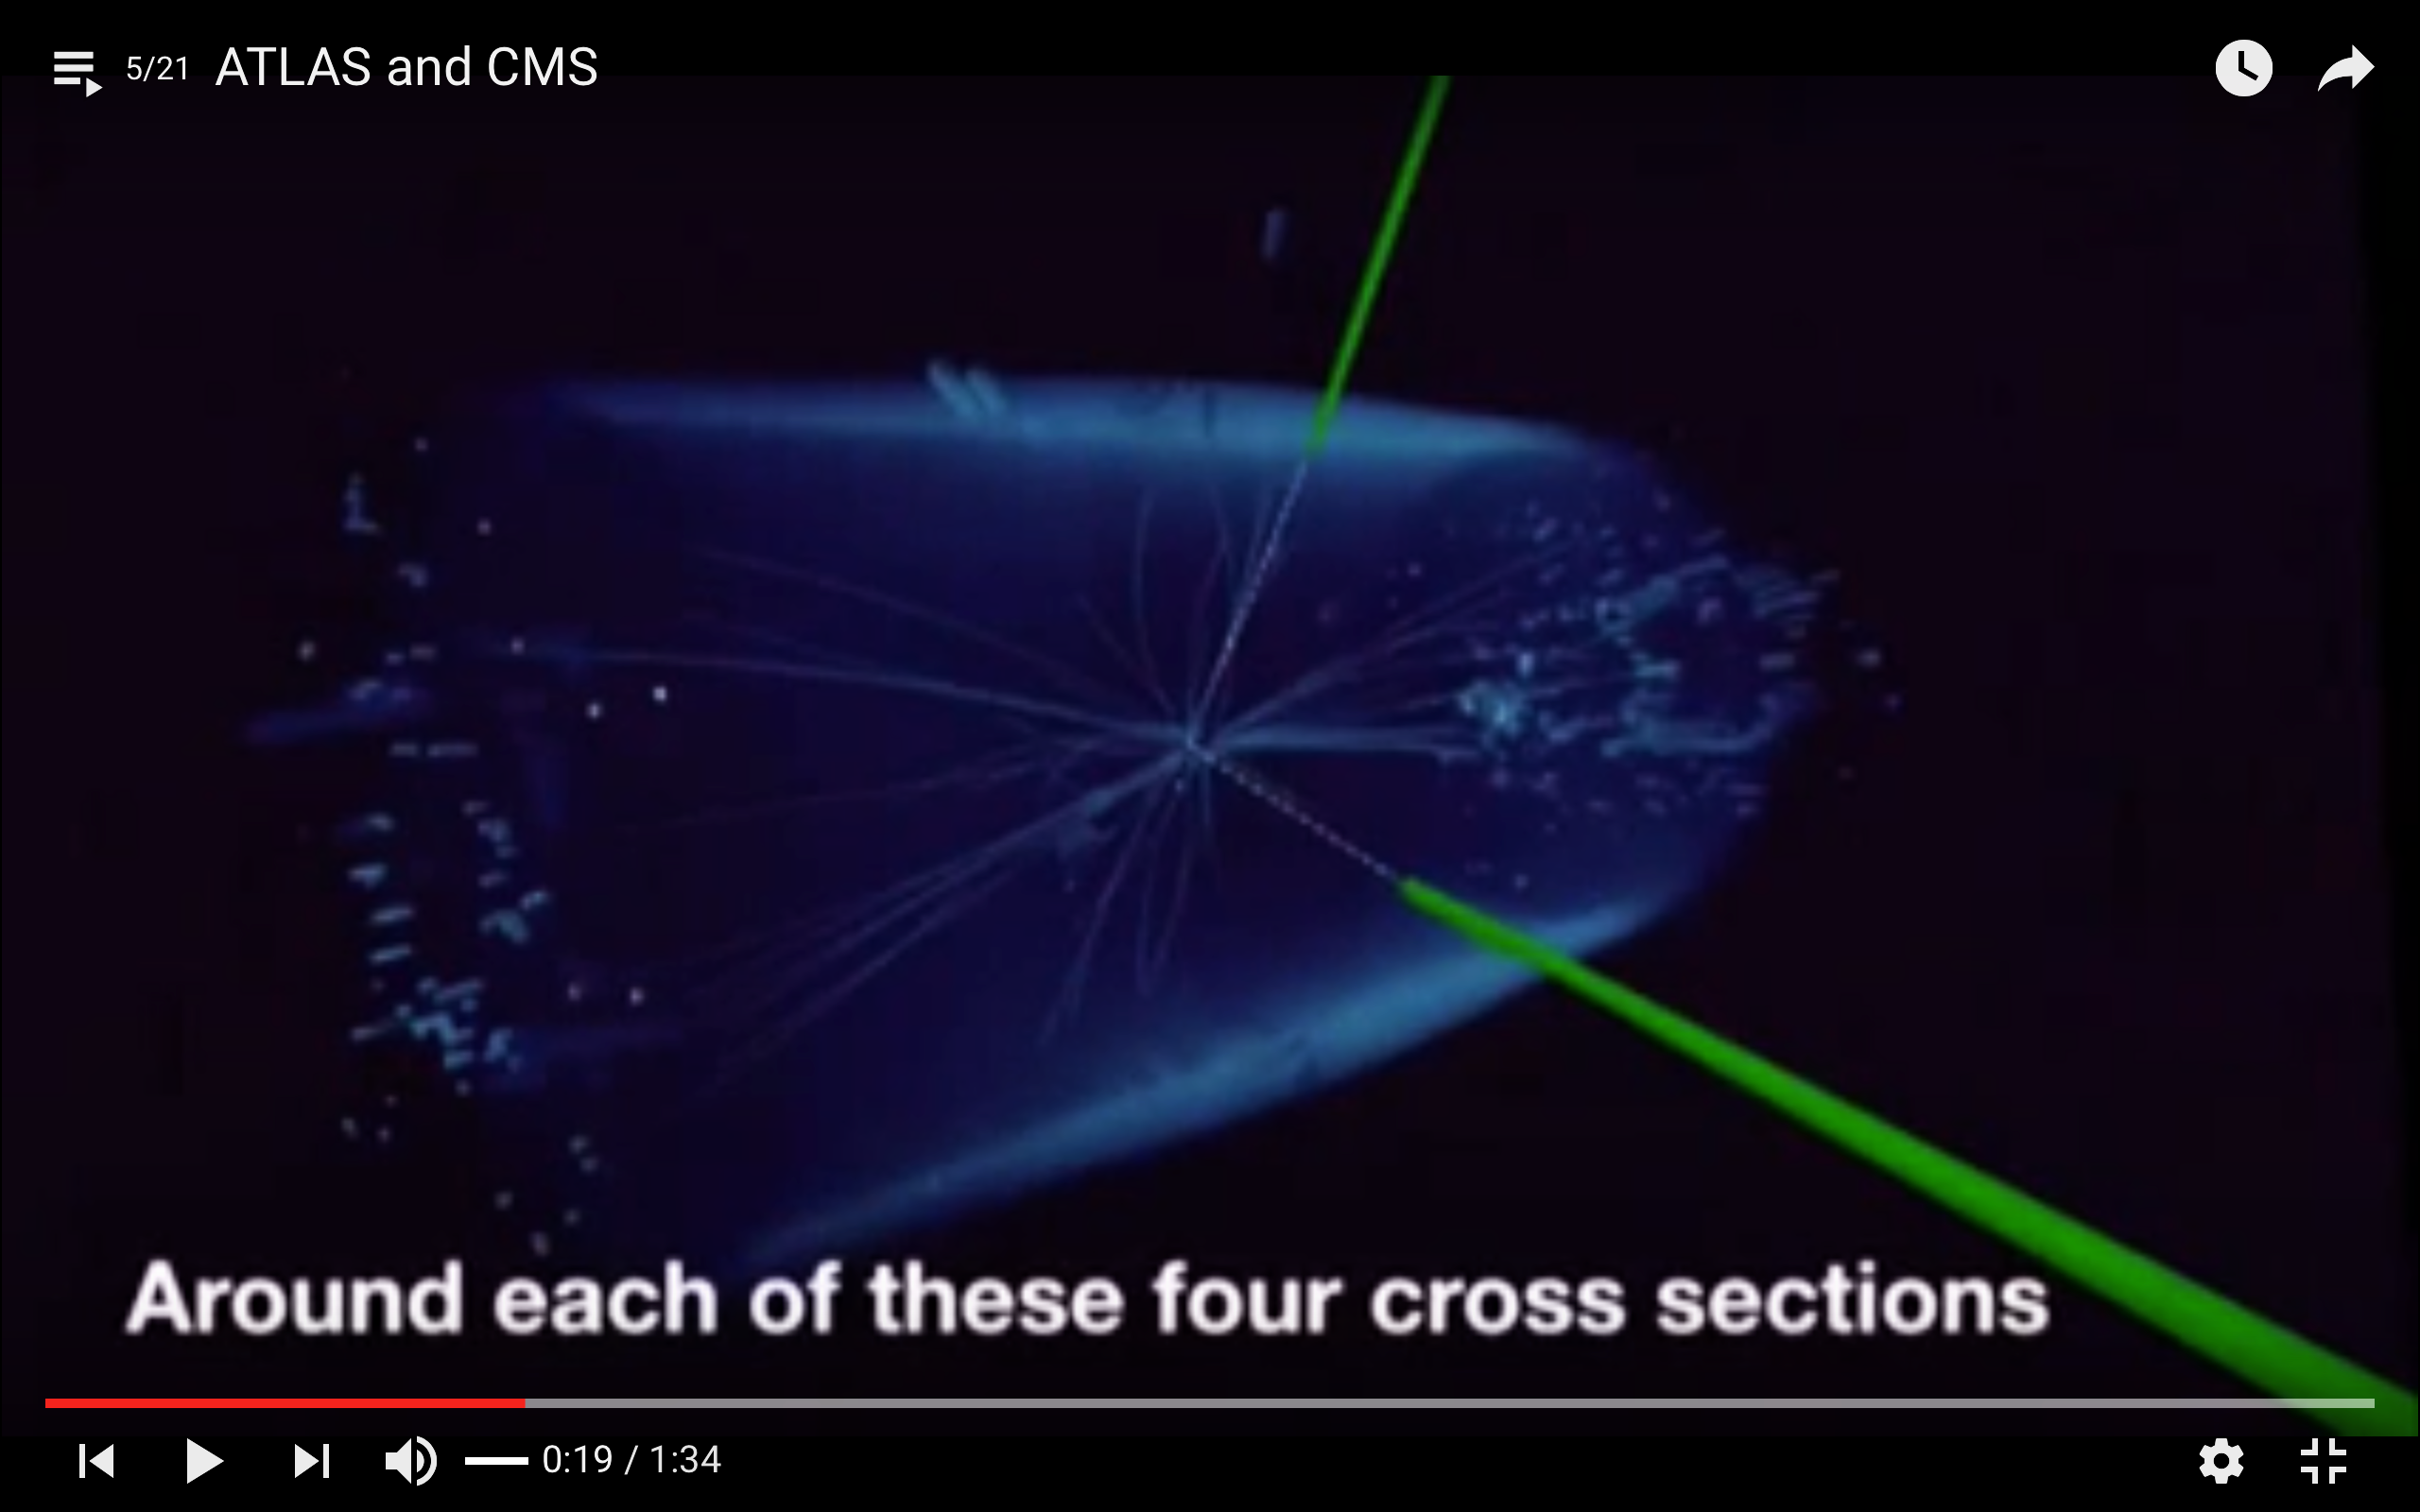 5/21 ATLAS and CMS
Around each of these four cross sections
0:19 / 1:34